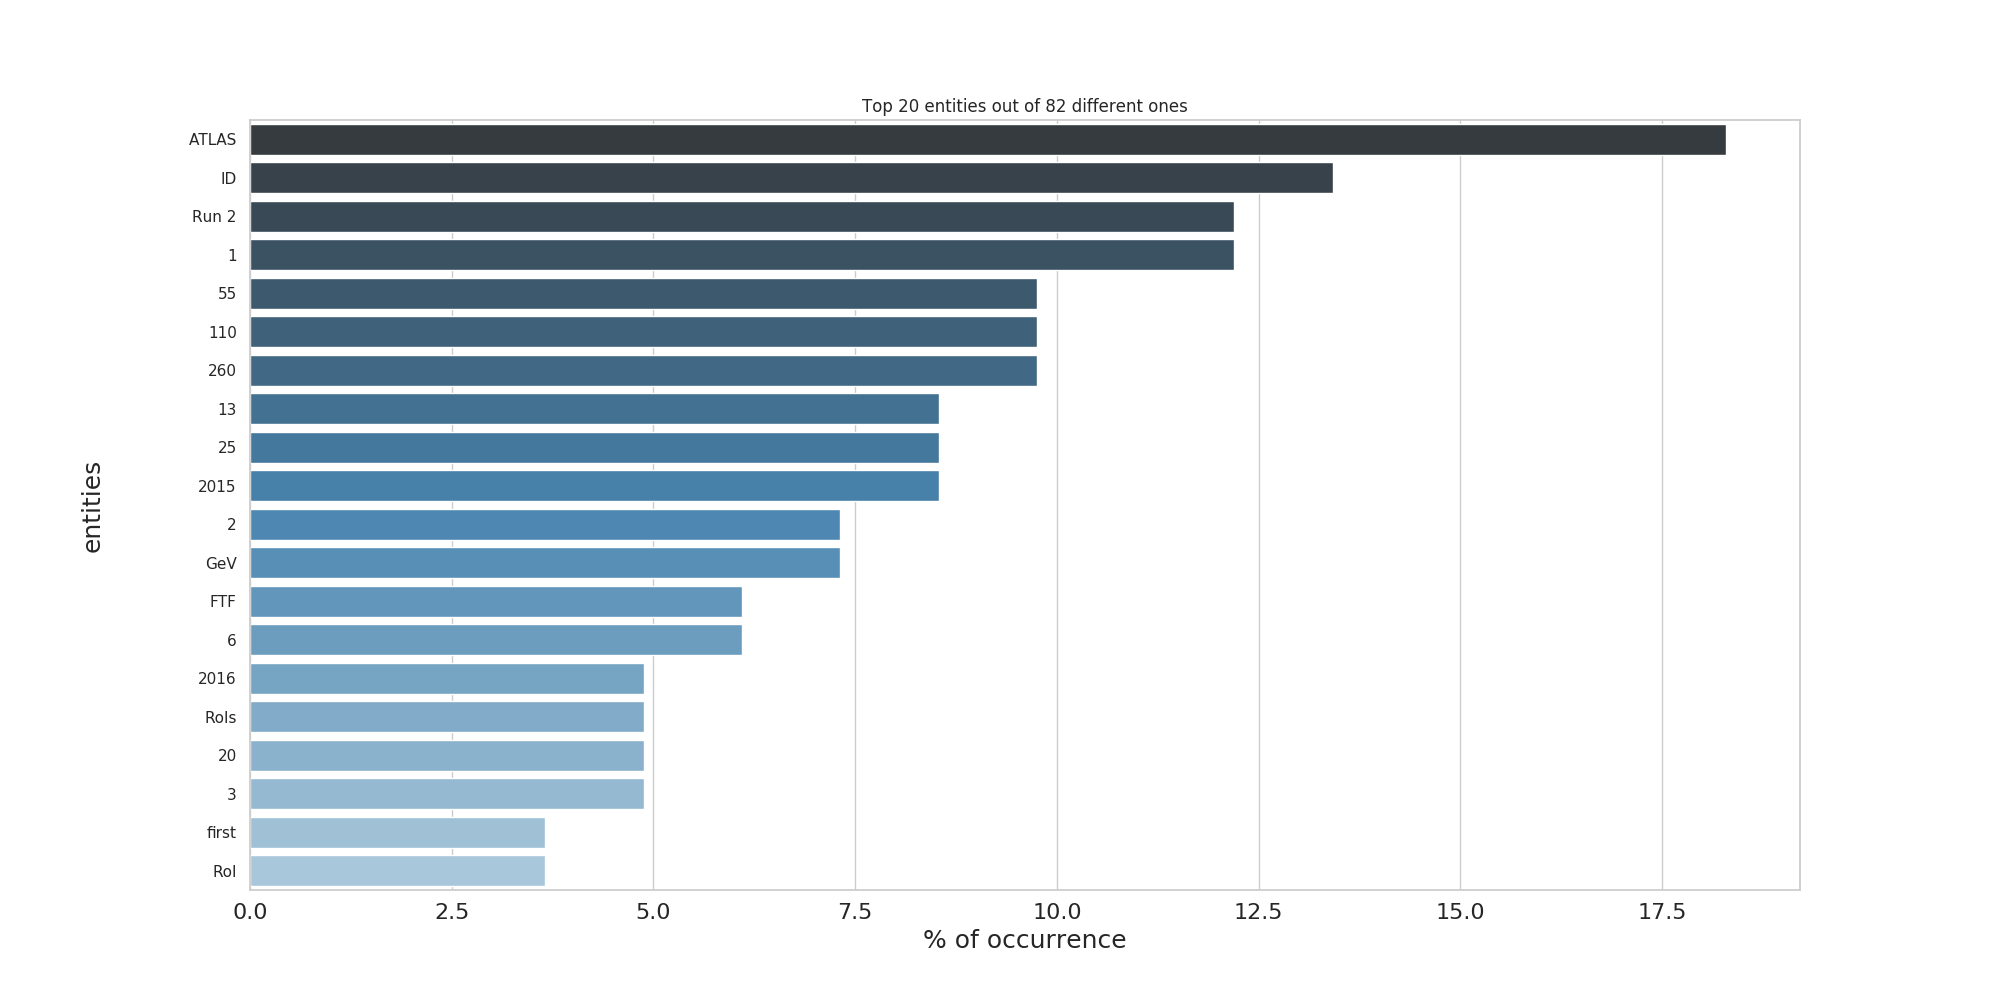 Top 20 entities out of 82 different ones
ATLAS
ID
Run 2
1
55
110
260
13
25
2015
2
GeV
FTF
6
2016
RoIs
20
3
first
RoI
entities
0.0 2.5 5.0 7.5 10.0 12.5 15.0 17.5
% of occurrence